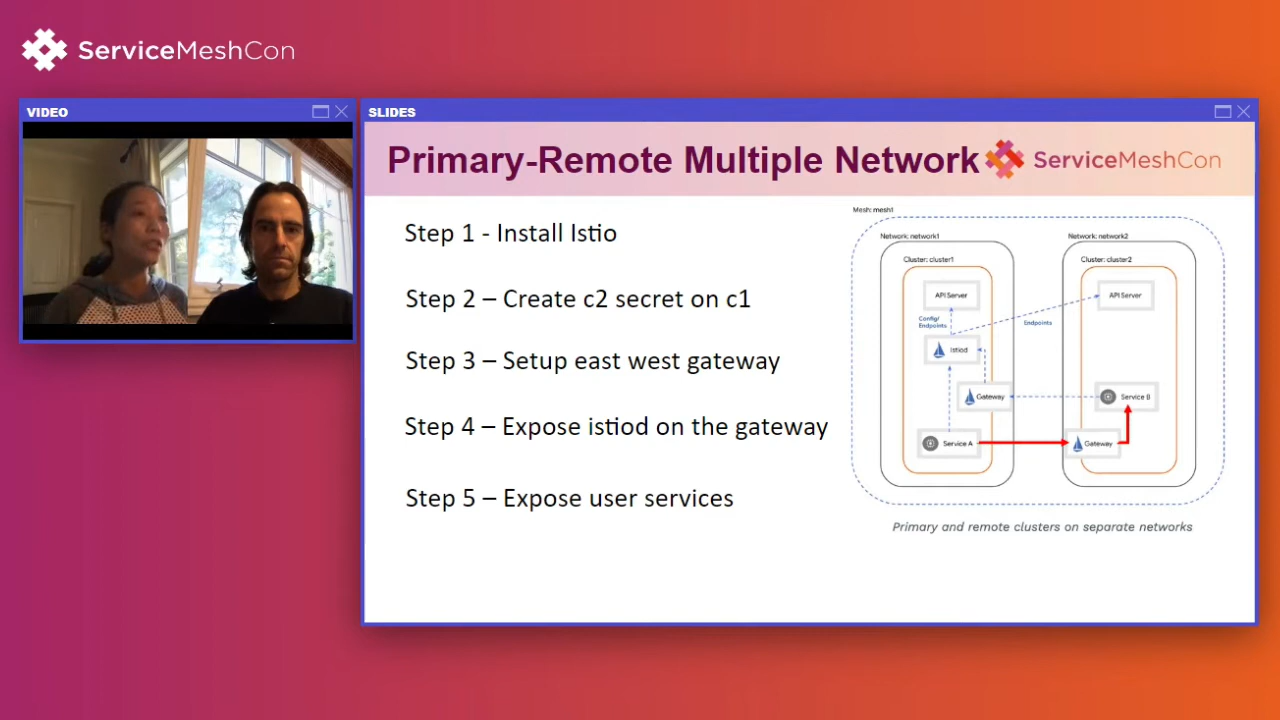 ServiceMeshCon
VIDEO
SLIDES
Primary-Remote Multiple Network
ServiceMeshCon
Step 1 - Install Istio
Step 2 – Create c2 secret on c1
Step 3 – Setup east west gateway
Step 4 – Expose istiod on the gateway
Step 5 – Expose user services
Mesh: mesh1
Network: network1
Network: network2
Cluster: cluster1
Cluster: cluster2
API Server
API Server
Config/
Endpoints
Endpoints
Istiod
Gateway
Service B
Service A
Gateway
Primary and remote clusters on separate networks